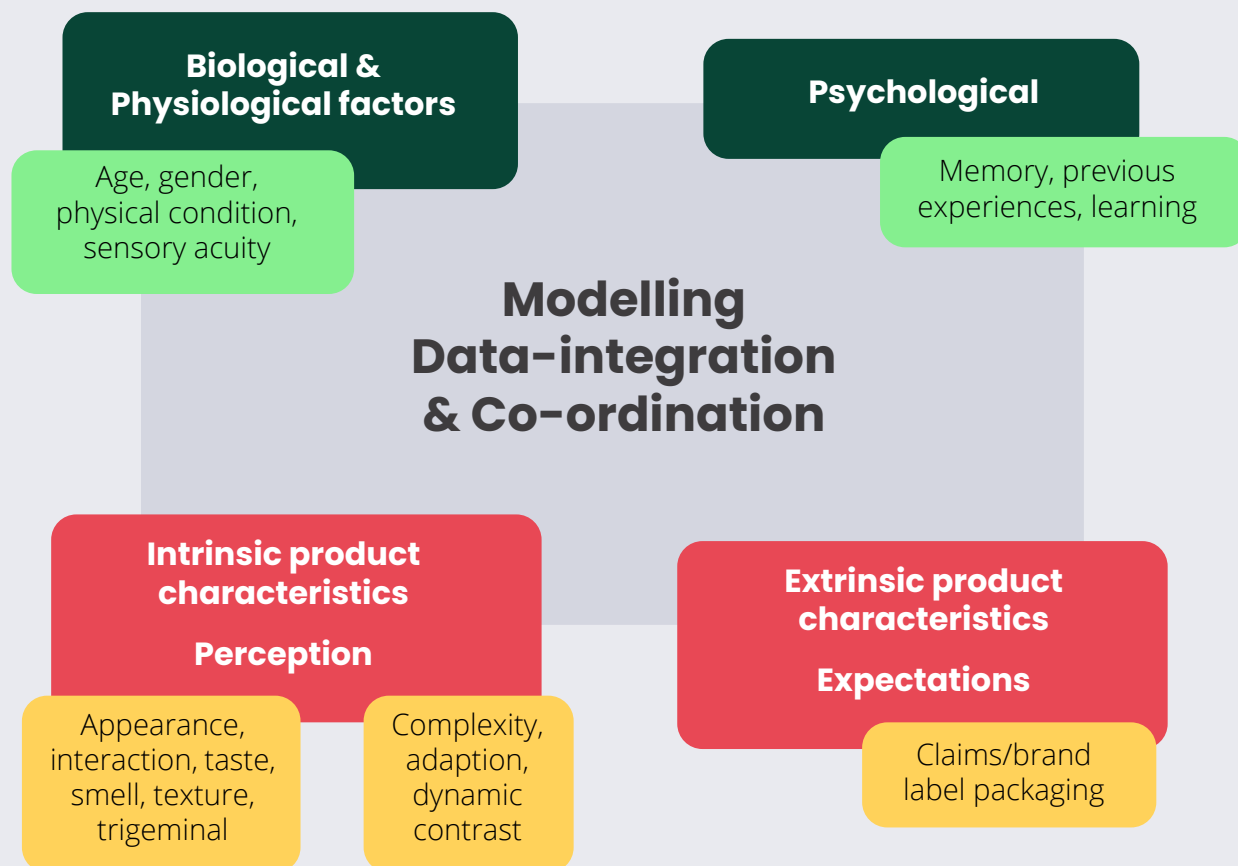 Biological &
Physiological factors
Age, gender,
physical condition,
sensory acuity
Psychological
Memory, previous
experiences, learning
Modelling
Data-integration
& Co-ordination
Intrinsic product
characteristics
Perception
Appearance,
interaction, taste,
smell, texture,
trigeminal
Complexity,
adaption,
dynamic
contrast
Extrinsic product
characteristics
Expectations
Claims/brand
label packaging